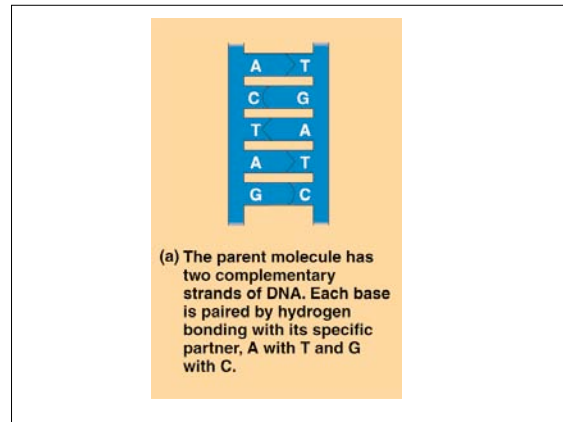 A T
C G
T A
A T
G C
(a) The parent molecule has
two complementary
strands of DNA. Each base
is paired by hydrogen
bonding with its specific
partner, A with T and G
with C.